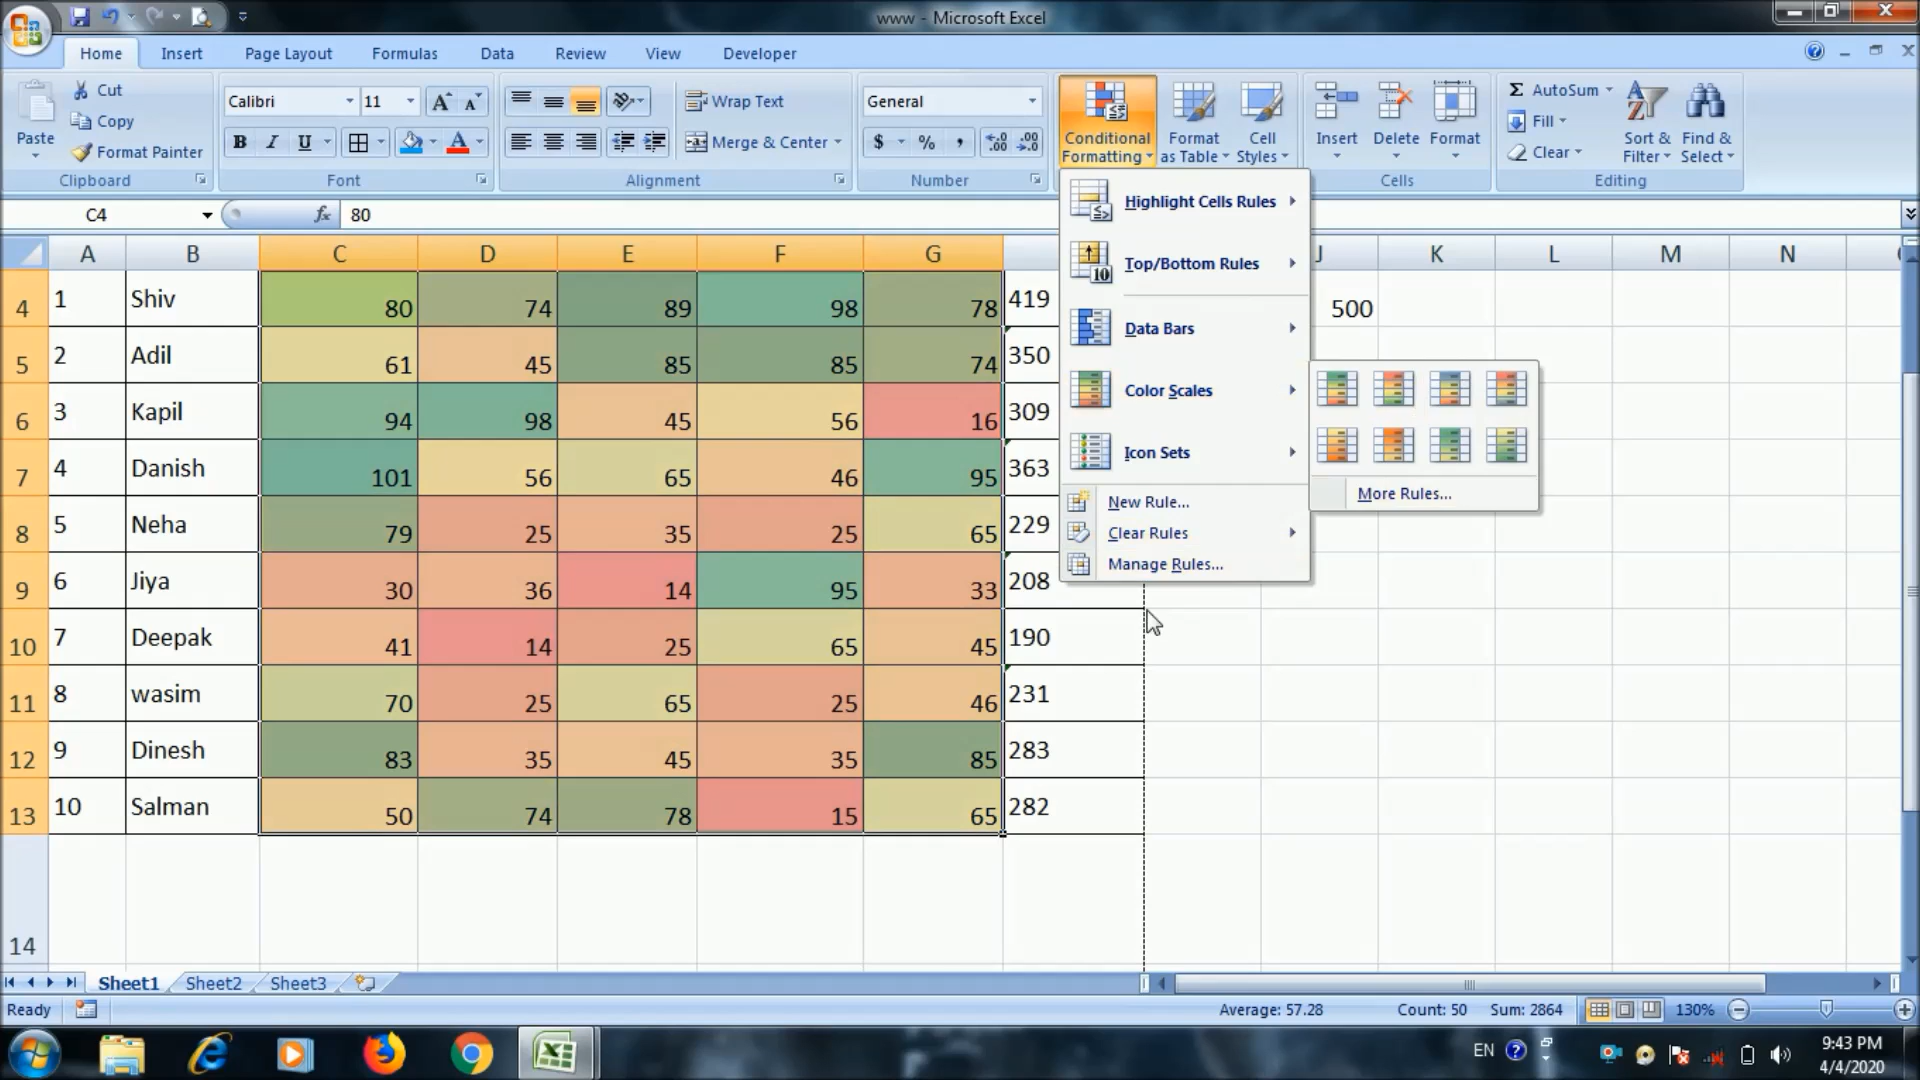 www - Microsoft Excel
Home Insert Page Layout Formulas Data Review View Developer
Paste
Cut
Copy
Format Painter
Clipboard
Calibri 11
B I U
Font
Wrap Text
Merge & Center
Alignment
General
$ % ,
Number
Conditional Formatting
Format as Table
Cell Styles
Insert Delete Format
Cells
Σ AutoSum
Fill
Clear
Sort & Filter
Find & Select
Editing
C4 fx 80
A B C D E F G J K L M N
4 1 Shiv 80 74 89 98 78 419 500
5 2 Adil 61 45 85 85 74 350
6 3 Kapil 94 98 45 56 16 309
7 4 Danish 101 56 65 46 95 363
8 5 Neha 79 25 35 25 65 229
9 6 Jiya 30 36 14 95 33 208
10 7 Deepak 41 14 25 65 45 190
11 8 wasim 70 25 65 25 46 231
12 9 Dinesh 83 35 45 35 85 283
13 10 Salman 50 74 78 15 65 282
14
Highlight Cells Rules
Top/Bottom Rules
Data Bars
Color Scales
Icon Sets
New Rule...
Clear Rules
Manage Rules...
More Rules...
Sheet1 Sheet2 Sheet3
Ready Average: 57.28 Count: 50 Sum: 2864 130%
EN 9:43 PM
4/4/2020